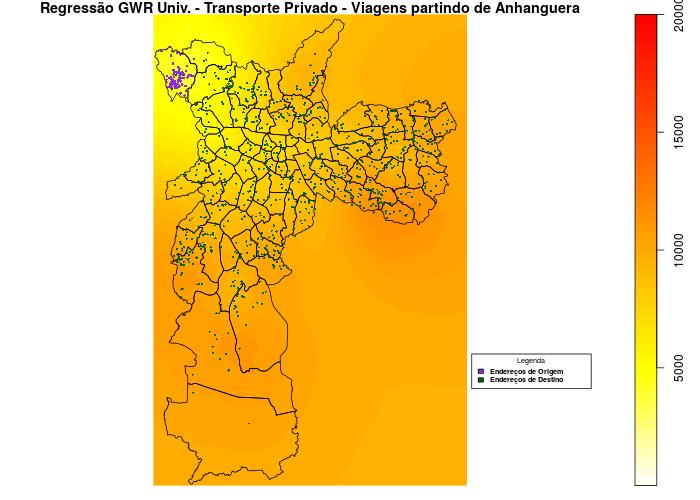 Regressão GWR Univ. - Transporte Privado - Viagens partindo de Anhanguera
20000
15000
10000
5000
Legenda
Endereços de Origem
Endereços de Destino